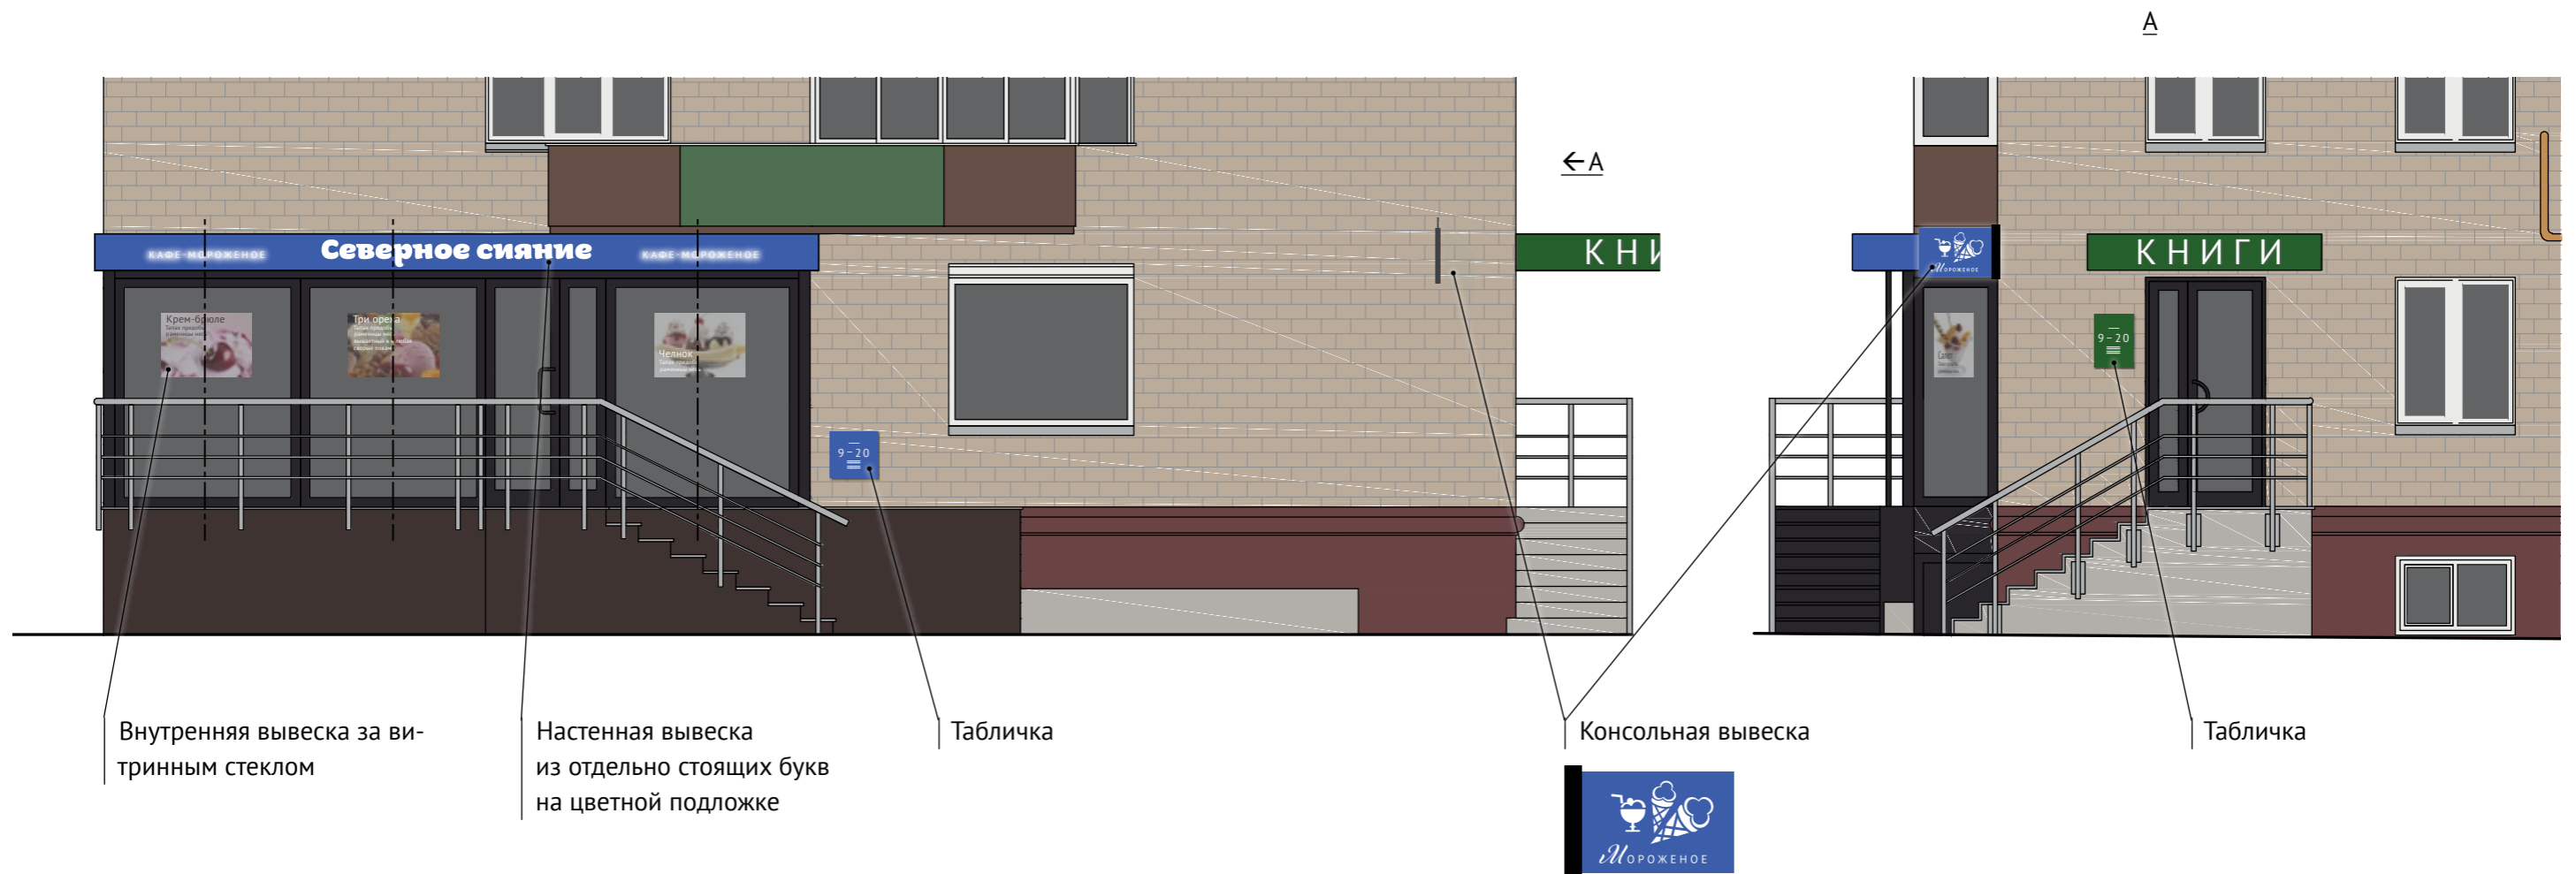 А
←А
КАФЕ-МОРОЖЕНОЕ
Северное сияние
КАФЕ-МОРОЖЕНОЕ
КНИ
Мороженое
КНИГИ
Крем-брюле
Три ореха
Челнок
9–20
9–20
Внутренняя вывеска за ви-
тринным стеклом
Настенная вывеска
из отдельно стоящих букв
на цветной подложке
Табличка
Консольная вывеска
Табличка
Мороженое